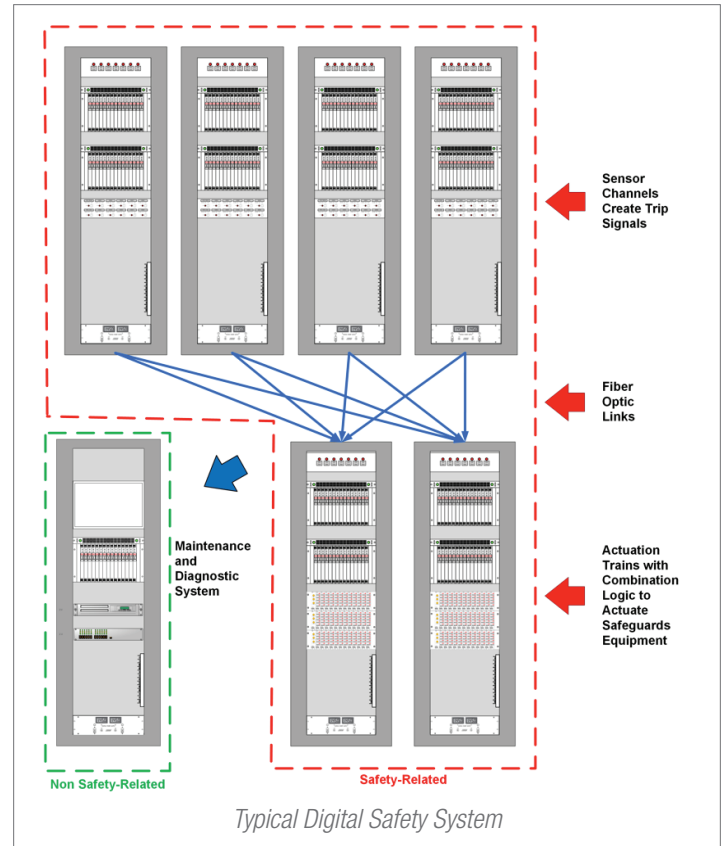 Sensor
Channels
Create Trip
Signals
Fiber
Optic
Links
Maintenance
and
Diagnostic
System
Actuation
Trains with
Combination
Logic to
Actuate
Safeguards
Equipment
Non Safety-Related
Safety-Related
Typical Digital Safety System